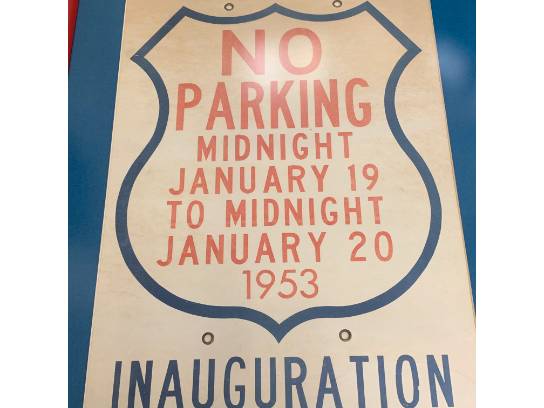 NO
PARKING
MIDNIGHT
JANUARY 19
TO MIDNIGHT
JANUARY 20
1953
INAUGURATION